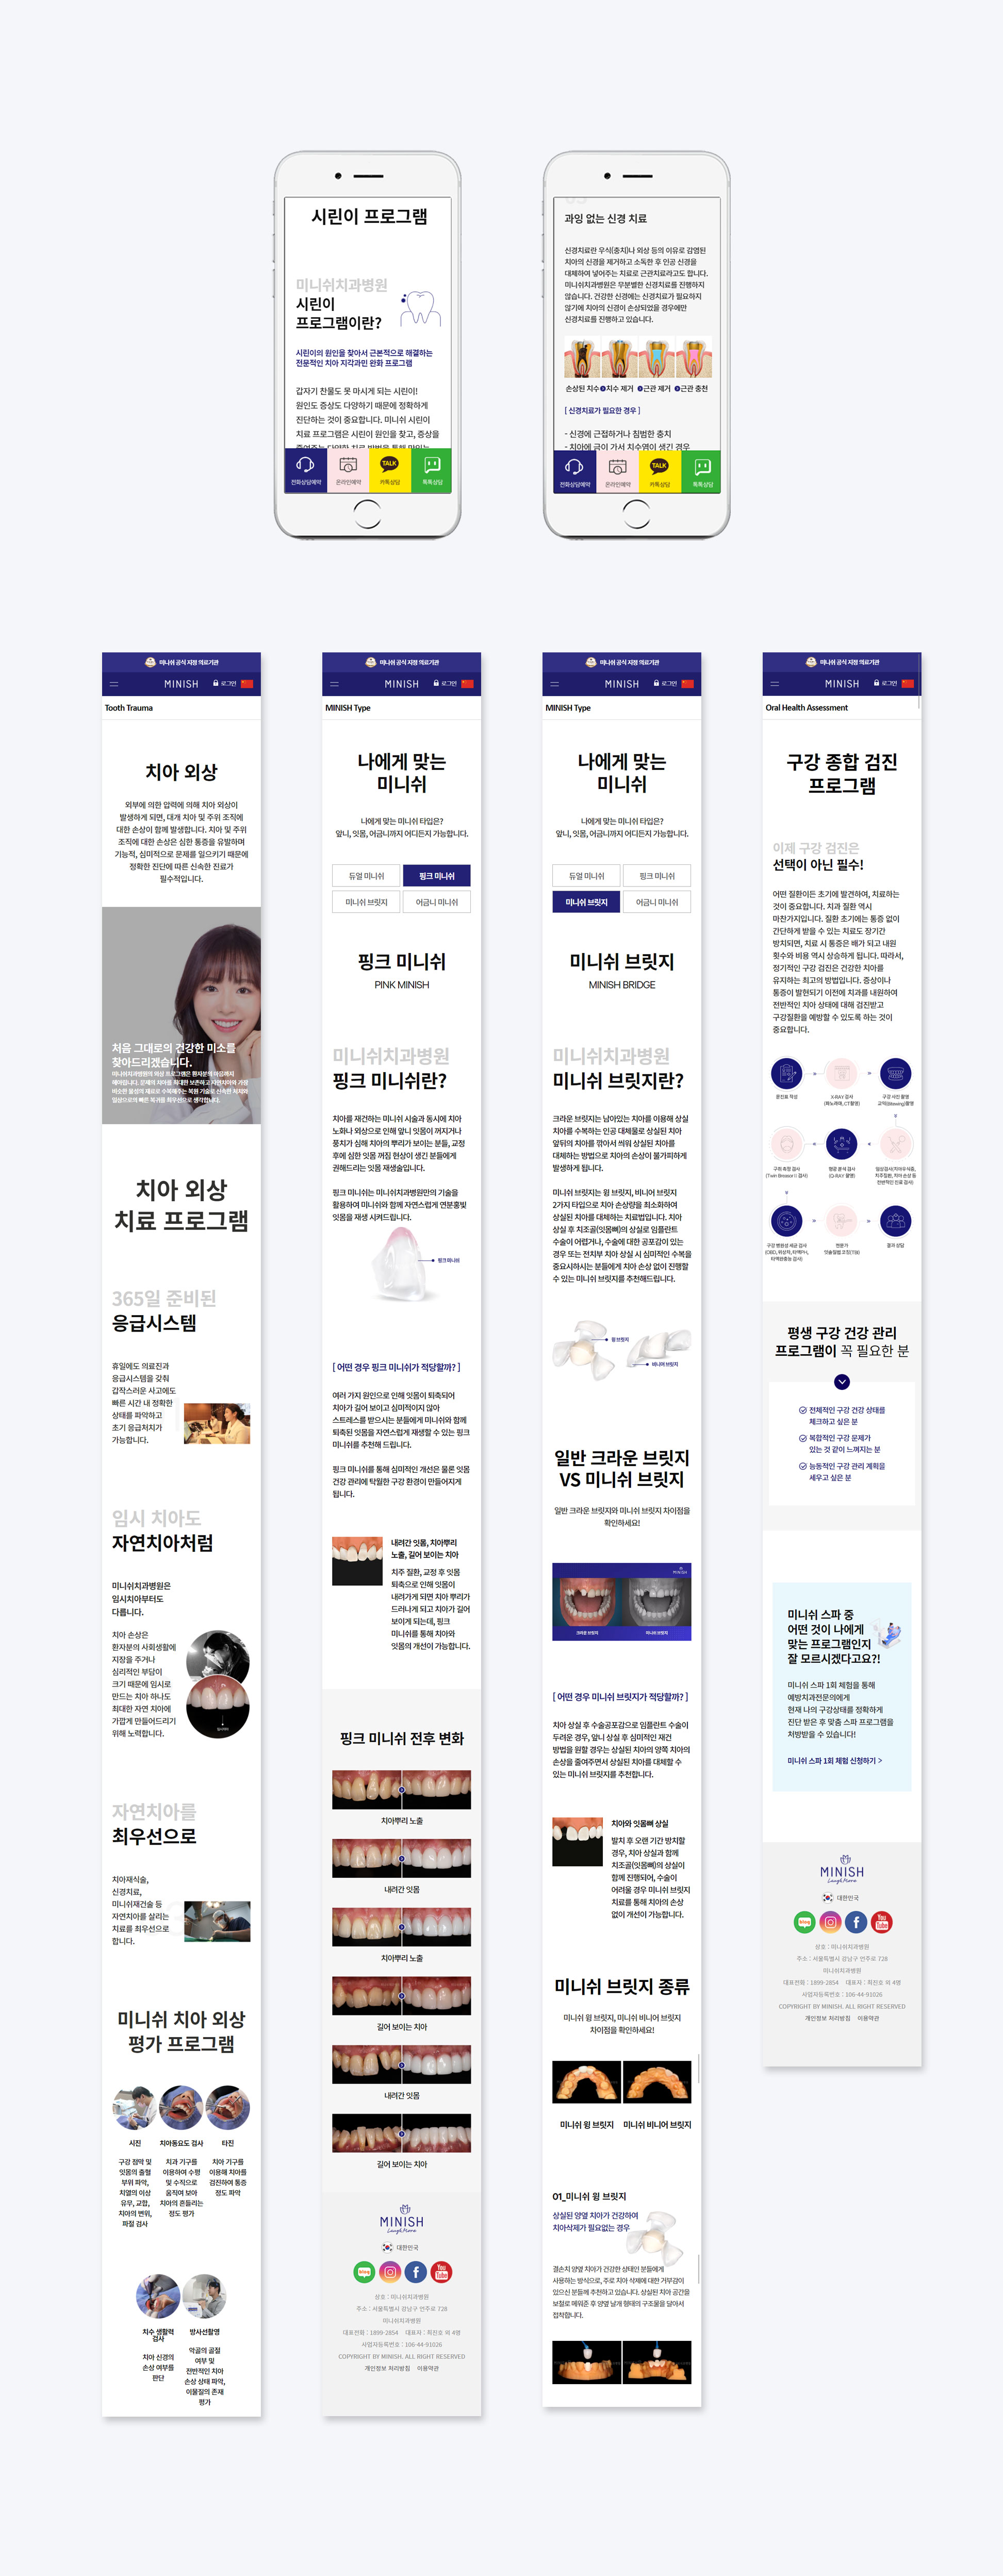 시린이 프로그램
미니쉬치과병원
시린이
프로그램이란?
시린이의 원인을 찾아서 근본적으로 해결하는
전문적인 치아 지각과민 완화 프로그램
갑자기 찬물도 못 마시게 되는 시린이!
원인도 증상도 다양하기 때문에 정확하게
진단하는 것이 중요합니다. 미니쉬 시린이
치료 프로그램은 시린이 원인을 찾고, 증상을
전화상담예약
온라인예약
TALK
카톡상담
톡톡상담
과잉 없는 신경 치료
신경치료란 우식(충치)나 외상 등의 이유로 감염된
치아의 신경을 제거하고 소독한 후 인공 신경을
대체하여 넣어주는 치료로 근관치료라고도 합니다.
미니쉬치과병원은 무분별한 신경치료를 진행하지
않습니다. 건강한 신경에는 신경치료가 필요하지
않기에 치아의 신경이 손상되었을 경우에만
신경치료를 진행하고 있습니다.
손상된 치수 치수 제거 근관 제거 근관 충천
[ 신경치료가 필요한 경우 ]
- 신경에 근접하거나 침범한 충치
- 치아에 금이 가서 치수염이 생긴 경우
전화상담예약
온라인예약
TALK
카톡상담
톡톡상담
미니쉬 공식 지정 의료기관
MINISH
로그인
Tooth Trauma
치아 외상
외부에 의한 압력에 의해 치아 외상이
발생하게 되면, 대개 치아 및 주위 조직에
대한 손상이 함께 발생합니다. 치아 및 주위
조직에 대한 손상은 심한 통증을 유발하며
기능적, 심미적으로 문제를 일으키기 때문에
정확한 진단에 따른 신속한 진료가
필수적입니다.
처음 그대로의 건강한 미소를
찾아드리겠습니다.
치아 외상
치료 프로그램
365일 준비된
응급시스템
휴일에도 의료진과
응급시스템을 갖춰
갑작스러운 사고에도
빠른 시간 내 정확한
상태를 파악하고
초기 응급처치가
가능합니다.
임시 치아도
자연치아처럼
미니쉬치과병원은
임시치아부터도
다릅니다.
치아 손상은
환자분의 사회생활에
지장을 주거나
심리적인 부담이
크기 때문에 임시로
만드는 치아 하나도
최대한 자연 치아에
가깝게 만들어드리기
위해 노력합니다.
자연치아를
최우선으로
치아재식술,
신경치료,
미니쉬재건술 등
자연치아를 살리는
치료를 최우선으로
합니다.
미니쉬 치아 외상
평가 프로그램
시진
구강 점막 및
잇몸의 출혈
부위 파악,
치열의 이상
유무, 교합,
치아의 변위,
파절 검사
치아동요도 검사
치과 기구를
이용하여 수평
및 수직으로
움직여 보아
치아의 흔들리는
정도 평가
타진
치아 기구를
이용해 치아를
검진하여 통증
정도 파악
치수 생활력
검사
치아 신경의
손상 여부를
판단
방사선촬영
악골의 골절
여부 및
전반적인 치아
손상 상태 파악,
이물질의 존재
평가
미니쉬 공식 지정 의료기관
MINISH
로그인
MINISH Type
나에게 맞는
미니쉬
나에게 맞는 미니쉬 타입은?
앞니, 잇몸, 어금니까지 어디든지 가능합니다.
듀얼 미니쉬
핑크 미니쉬
미니쉬 브릿지
어금니 미니쉬
핑크 미니쉬
PINK MINISH
미니쉬치과병원
핑크 미니쉬란?
치아를 재건하는 미니쉬 시술과 동시에 치아
노화나 외상으로 인해 앞니 잇몸이 꺼지거나
풍치가 심해 치아의 뿌리가 보이는 분들, 교정
후에 심한 잇몸 꺼짐 현상이 생긴 분들에게
권해드리는 잇몸 재생술입니다.
핑크 미니쉬는 미니쉬치과병원만의 기술을
활용하여 미니쉬와 함께 자연스럽게 연분홍빛
잇몸을 재생 시켜드립니다.
핑크 미니쉬
[ 어떤 경우 핑크 미니쉬가 적당할까? ]
여러 가지 원인으로 인해 잇몸이 퇴축되어
치아가 길어 보이고 심미적이지 않아
스트레스를 받으시는 분들에게 미니쉬와 함께
퇴축된 잇몸을 자연스럽게 재생할 수 있는 핑크
미니쉬를 추천해 드립니다.
핑크 미니쉬를 통해 심미적인 개선은 물론 잇몸
건강 관리에 탁월한 구강 환경이 만들어지게
됩니다.
내려간 잇몸, 치아뿌리
노출, 길어 보이는 치아
치주 질환, 교정 후 잇몸
퇴축으로 인해 잇몸이
내려가게 되면 치아 뿌리가
드러나게 되고 치아가 길어
보이게 되는데, 핑크
미니쉬를 통해 치아와
잇몸의 개선이 가능합니다.
핑크 미니쉬 전후 변화
치아뿌리 노출
내려간 잇몸
치아뿌리 노출
길어 보이는 치아
내려간 잇몸
길어 보이는 치아
MINISH
Laugh More
대한민국
blog
You Tube
상호 : 미니쉬치과병원
주소 : 서울특별시 강남구 언주로 728
미니쉬치과병원
대표전화 : 1899-2854 대표자 : 최진호 외 4명
사업자등록번호 : 106-44-91026
COPYRIGHT BY MINISH. ALL RIGHT RESERVED
개인정보 처리방침 이용약관
미니쉬 공식 지정 의료기관
MINISH
로그인
MINISH Type
나에게 맞는
미니쉬
나에게 맞는 미니쉬 타입은?
앞니, 잇몸, 어금니까지 어디든지 가능합니다.
듀얼 미니쉬
핑크 미니쉬
미니쉬 브릿지
어금니 미니쉬
미니쉬 브릿지
MINISH BRIDGE
미니쉬치과병원
미니쉬 브릿지란?
크라운 브릿지는 남아있는 치아를 이용해 상실
치아를 수복하는 인공 대체물로 상실된 치아
앞뒤의 치아를 깎아서 씌워 상실된 치아를
대체하는 방법으로 치아의 손상이 불가피하게
발생하게 됩니다.
미니쉬 브릿지는 윙 브릿지, 비니어 브릿지
2가지 타입으로 치아 손상량을 최소화하여
상실된 치아를 대체하는 치료법입니다. 치아
상실 후 치조골(잇몸뼈)의 상실로 임플란트
수술이 어렵거나, 수술에 대한 공포감이 있는
경우 또는 전치부 치아 상실 시 심미적인 수복을
중요시하시는 분들에게 치아 손상 없이 진행할
수 있는 미니쉬 브릿지를 추천해드립니다.
윙 브릿지
비니어 브릿지
일반 크라운 브릿지
VS 미니쉬 브릿지
일반 크라운 브릿지와 미니쉬 브릿지 차이점을
확인하세요!
MINISH
크라운 브릿지
미니쉬 브릿지
[ 어떤 경우 미니쉬 브릿지가 적당할까? ]
치아 상실 후 수술공포감으로 임플란트 수술이
두려운 경우, 앞니 상실 후 심미적인 재건
방법을 원할 경우는 상실된 치아의 양쪽 치아의
손상을 줄여주면서 상실된 치아를 대체할 수
있는 미니쉬 브릿지를 추천합니다.
치아와 잇몸뼈 상실
발치 후 오랜 기간 방치할
경우, 치아 상실과 함께
치조골(잇몸뼈)의 상실이
함께 진행되어, 수술이
어려울 경우 미니쉬 브릿지
치료를 통해 치아의 손상
없이 개선이 가능합니다.
미니쉬 브릿지 종류
미니쉬 윙 브릿지, 미니쉬 비니어 브릿지
차이점을 확인하세요!
미니쉬 윙 브릿지
미니쉬 비니어 브릿지
01_미니쉬 윙 브릿지
상실된 양옆 치아가 건강하여
치아삭제가 필요없는 경우
결손치 양옆 치아가 건강한 상태인 분들에게
사용하는 방식으로, 주로 치아 삭제에 대한 거부감이
있으신 분들께 추천하고 있습니다. 상실된 치아 공간을
보철로 메워준 후 양옆 날개 형태의 구조물을 달아서
접착합니다.
미니쉬 공식 지정 의료기관
MINISH
로그인
Oral Health Assessment
구강 종합 검진
프로그램
이제 구강 검진은
선택이 아닌 필수!
어떤 질환이든 초기에 발견하여, 치료하는
것이 중요합니다. 치과 질환 역시
마찬가지입니다. 질환 초기에는 통증 없이
간단하게 받을 수 있는 치료도 장기간
방치되면, 치료 시 통증은 배가 되고 내원
횟수와 비용 역시 상승하게 됩니다. 따라서,
정기적인 구강 검진은 건강한 치아를
유지하는 최고의 방법입니다. 증상이나
통증이 발현되기 이전에 치과를 내원하여
전반적인 치아 상태에 대해 검진받고
구강질환을 예방할 수 있도록 하는 것이
중요합니다.
문진표 작성
X-RAY 검사
(파노라마, CT촬영)
구강 사진 촬영
교익(Bitewing)촬영
구취 측정 검사
(Twin Breasor II 검사)
형광 분석 검사
(Q-RAY 촬영)
임상검사(치아우식증,
치주질환, 치아 손상 등
전반적인 진료 검사)
구강 병원성 세균 검사
전문가
잇솔질법 코칭(TBI)
결과 상담
평생 구강 건강 관리
프로그램이 꼭 필요한 분
전체적인 구강 건강 상태를
체크하고 싶은 분
복합적인 구강 문제가
있는 것 같이 느껴지는 분
능동적인 구강 관리 계획을
세우고 싶은 분
미니쉬 스파 중
어떤 것이 나에게
맞는 프로그램인지
잘 모르시겠다고요?!
미니쉬 스파 1회 체험을 통해
예방치과전문의에게
현재 나의 구강상태를 정확하게
진단 받은 후 맞춤 스파 프로그램을
처방받을 수 있습니다!
미니쉬 스파 1회 체험 신청하기 >
MINISH
Laugh More
대한민국
blog
You Tube
상호 : 미니쉬치과병원
주소 : 서울특별시 강남구 언주로 728
미니쉬치과병원
대표전화 : 1899-2854 대표자 : 최진호 외 4명
사업자등록번호 : 106-44-91026
COPYRIGHT BY MINISH. ALL RIGHT RESERVED
개인정보 처리방침 이용약관